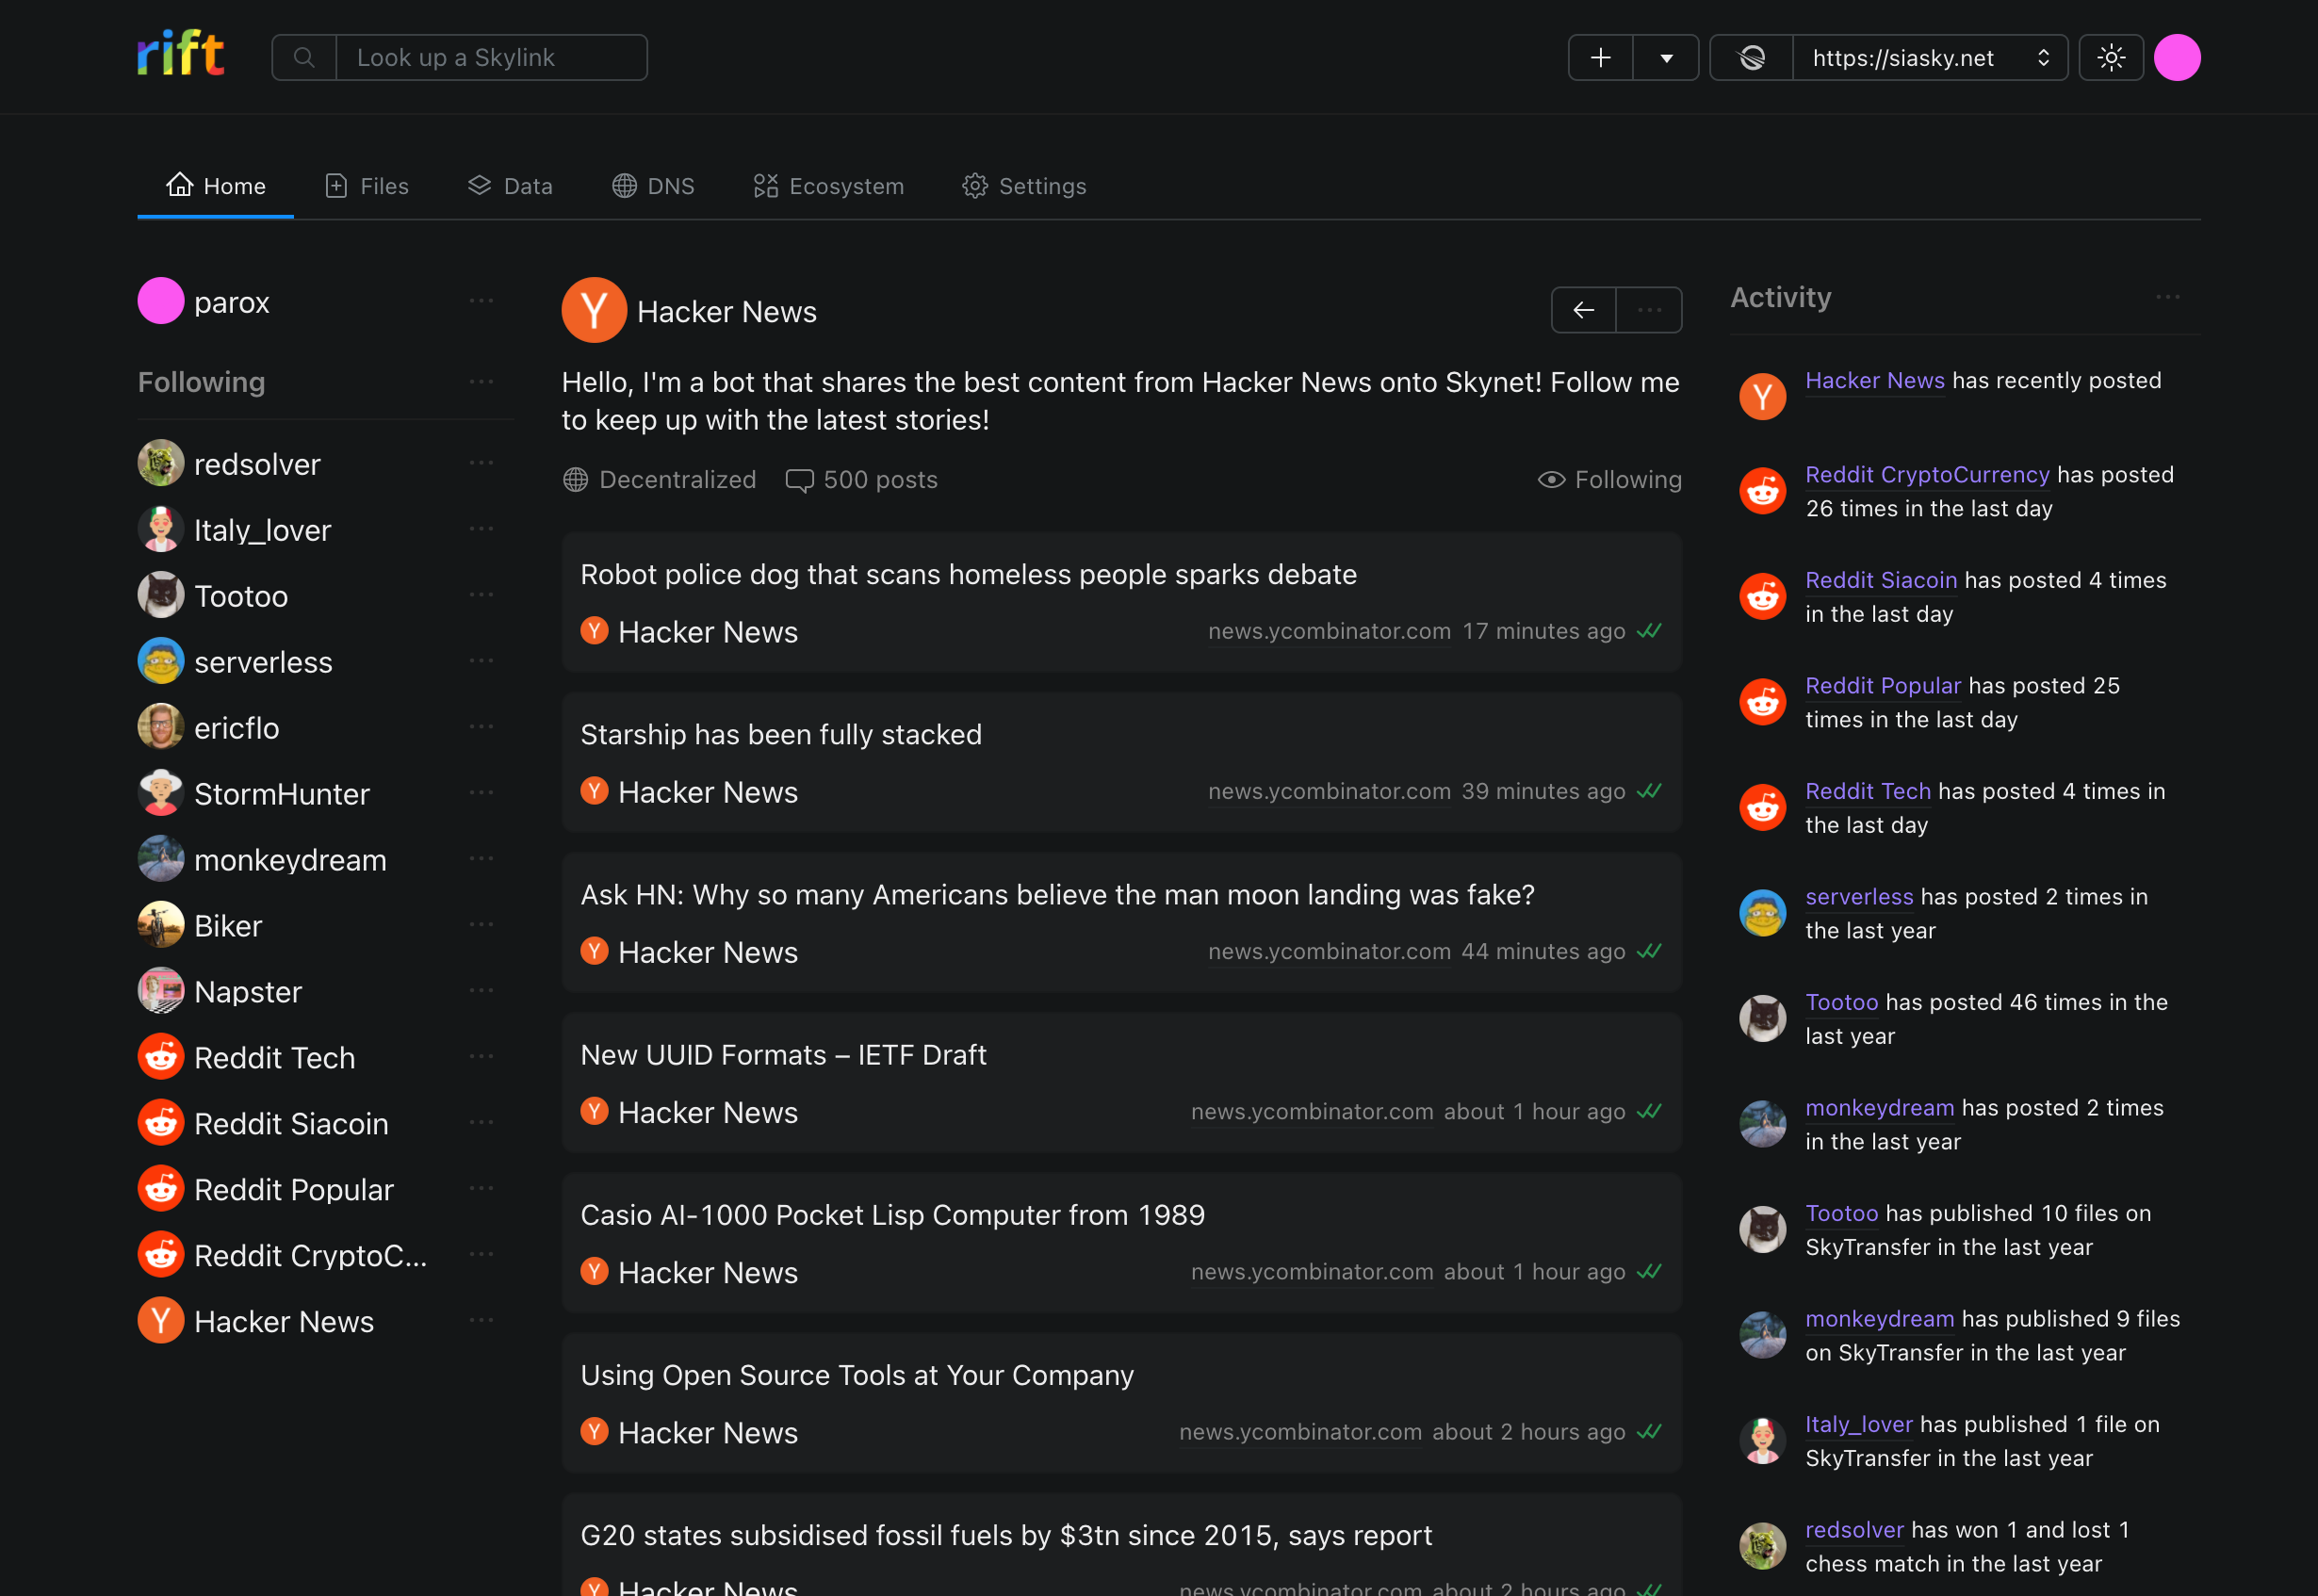 rift
Look up a Skylink
https://siasky.net
Home
Files
Data
DNS
Ecosystem
Settings
parox
Following
redsolver
Italy_lover
Tootoo
serverless
ericflo
StormHunter
monkeydream
Biker
Napster
Reddit Tech
Reddit Siacoin
Reddit Popular
Reddit CryptoC...
Y Hacker News
Y Hacker News
Hello, I'm a bot that shares the best content from Hacker News onto Skynet! Follow me
to keep up with the latest stories!
Decentralized
500 posts
Following
Robot police dog that scans homeless people sparks debate
Y Hacker News
news.ycombinator.com 17 minutes ago
Starship has been fully stacked
Y Hacker News
news.ycombinator.com 39 minutes ago
Ask HN: Why so many Americans believe the man moon landing was fake?
Y Hacker News
news.ycombinator.com 44 minutes ago
New UUID Formats – IETF Draft
Y Hacker News
news.ycombinator.com about 1 hour ago
Casio AI-1000 Pocket Lisp Computer from 1989
Y Hacker News
news.ycombinator.com about 1 hour ago
Using Open Source Tools at Your Company
Y Hacker News
news.ycombinator.com about 2 hours ago
G20 states subsidised fossil fuels by $3tn since 2015, says report
Y Hacker News
news.ycombinator.com about 2 hours ago
Activity
Y
Hacker News has recently posted
Reddit CryptoCurrency has posted
26 times in the last day
Reddit Siacoin has posted 4 times
in the last day
Reddit Popular has posted 25
times in the last day
Reddit Tech has posted 4 times in
the last day
serverless has posted 2 times in
the last year
Tootoo has posted 46 times in the
last year
monkeydream has posted 2 times
in the last year
Tootoo has published 10 files on
SkyTransfer in the last year
monkeydream has published 9 files
on SkyTransfer in the last year
Italy_lover has published 1 file on
SkyTransfer in the last year
redsolver has won 1 and lost 1
chess match in the last year